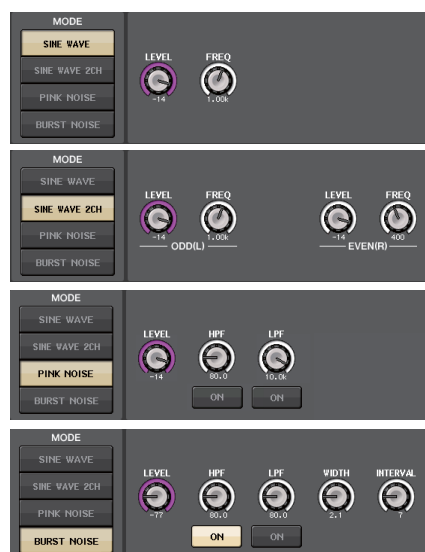 MODE
SINE WAVE
SINE WAVE 2CH
PINK NOISE
BURST NOISE
LEVEL FREQ
-14 1.00k
MODE
SINE WAVE
SINE WAVE 2CH
PINK NOISE
BURST NOISE
LEVEL FREQ LEVEL FREQ
-14 1.00k -14 400
ODD(L) EVEN(R)
MODE
SINE WAVE
SINE WAVE 2CH
PINK NOISE
BURST NOISE
LEVEL HPF LPF
-14 80.0 10.0k
ON ON
MODE
SINE WAVE
SINE WAVE 2CH
PINK NOISE
BURST NOISE
LEVEL HPF LPF WIDTH INTERVAL
-77 80.0 80.0 2.1 7
ON ON